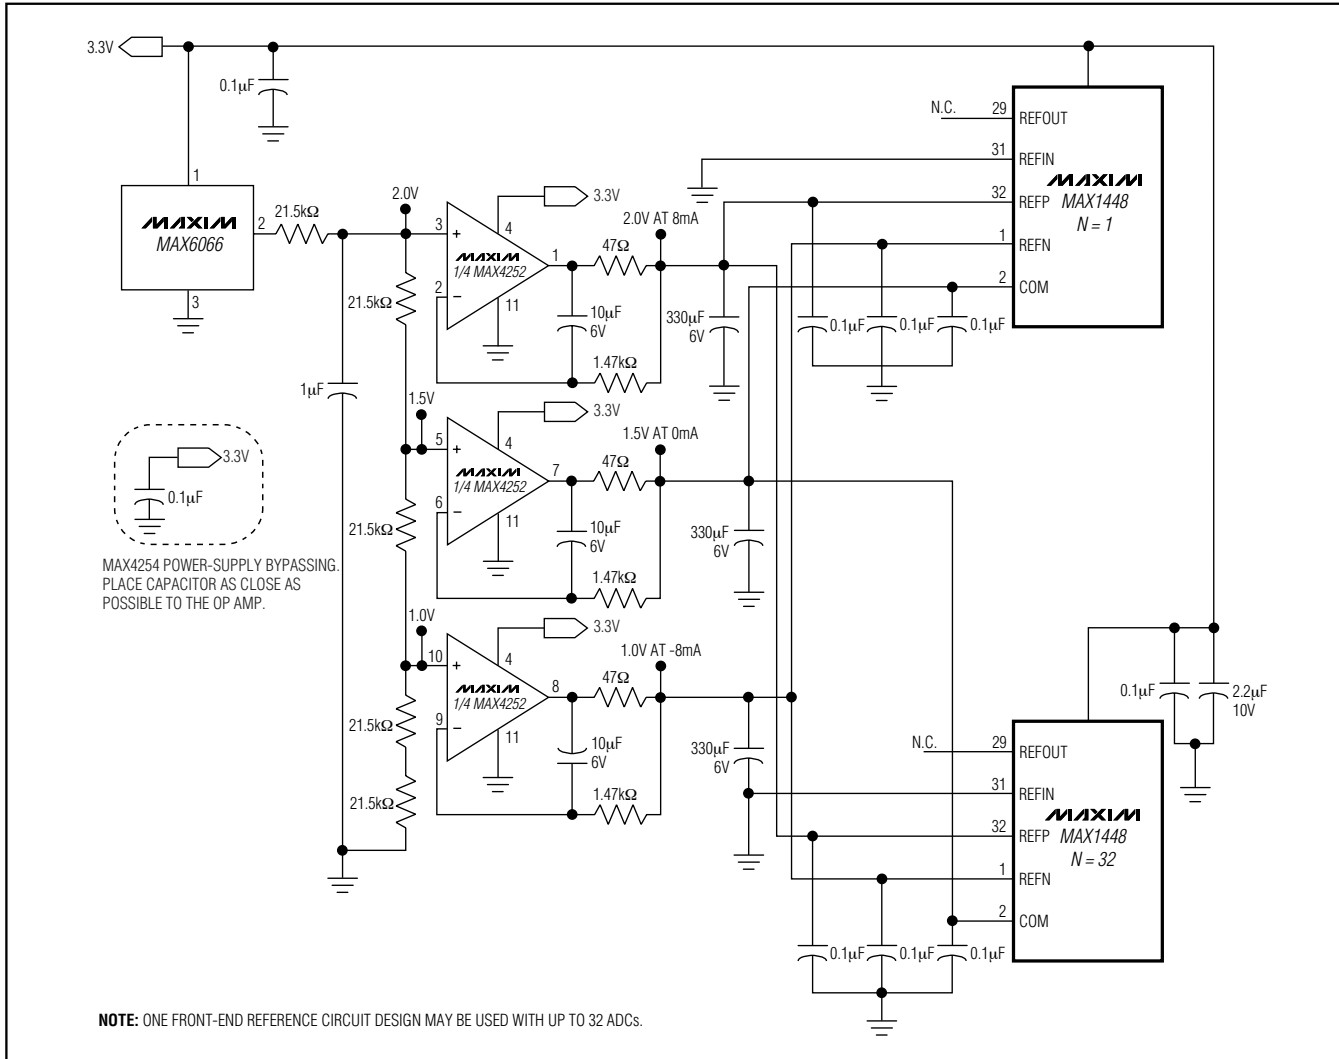 3.3V
0.1µF
N.C.
29
REFOUT
31
REFIN
1
MAXIM
MAX6066
2
21.5kΩ
3
2.0V
3
+
4
3.3V
MAXIM
1/4 MAX4252
1
2
−
11
47Ω
2.0V AT 8mA
10µF
6V
1.47kΩ
330µF
6V
32
REFP
MAXIM
MAX1448
N = 1
1
REFN
2
COM
0.1µF
0.1µF
0.1µF
21.5kΩ
1µF
1.5V
5
+
4
3.3V
MAXIM
1/4 MAX4252
7
6
−
11
47Ω
1.5V AT 0mA
10µF
6V
1.47kΩ
330µF
6V
3.3V
0.1µF
MAX4254 POWER-SUPPLY BYPASSING.
PLACE CAPACITOR AS CLOSE AS
POSSIBLE TO THE OP AMP.
21.5kΩ
1.0V
10
+
4
3.3V
MAXIM
1/4 MAX4252
8
9
−
11
47Ω
1.0V AT -8mA
10µF
6V
1.47kΩ
330µF
6V
21.5kΩ
21.5kΩ
0.1µF
2.2µF
10V
N.C.
29
REFOUT
31
REFIN
32
REFP
MAXIM
MAX1448
N = 32
1
REFN
2
COM
0.1µF
0.1µF
0.1µF
NOTE: ONE FRONT-END REFERENCE CIRCUIT DESIGN MAY BE USED WITH UP TO 32 ADCs.